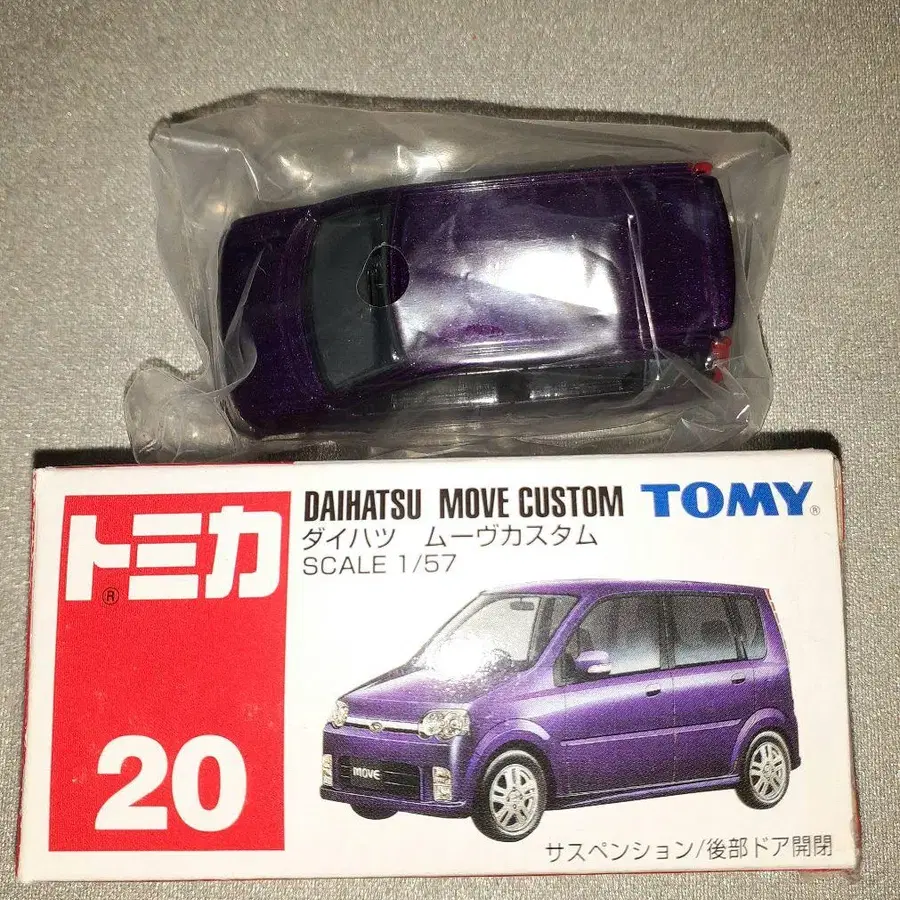 トミカ®
20
DAIHATSU MOVE CUSTOM TOMY®
ダイハツ ムーヴカスタム
SCALE 1/57
MOVE
サスペンション/後部ドア開閉